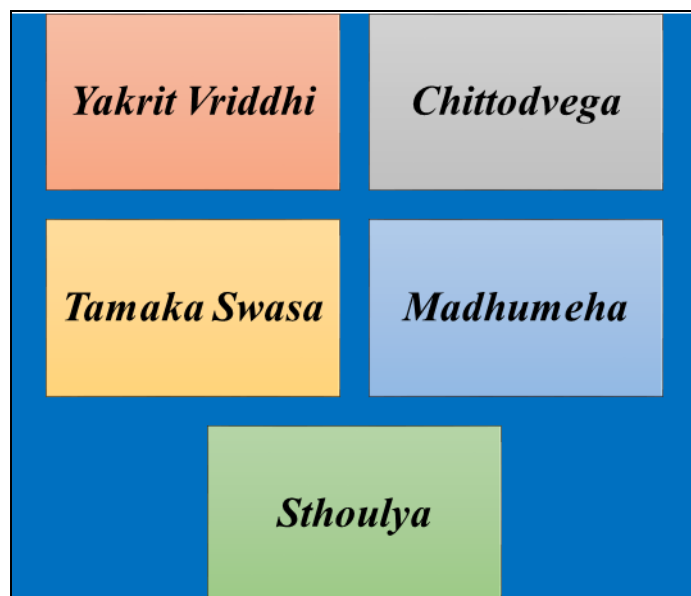 Yakrit Vriddhi
Chittodvega
Tamaka Swasa
Madhumeha
Sthoulya